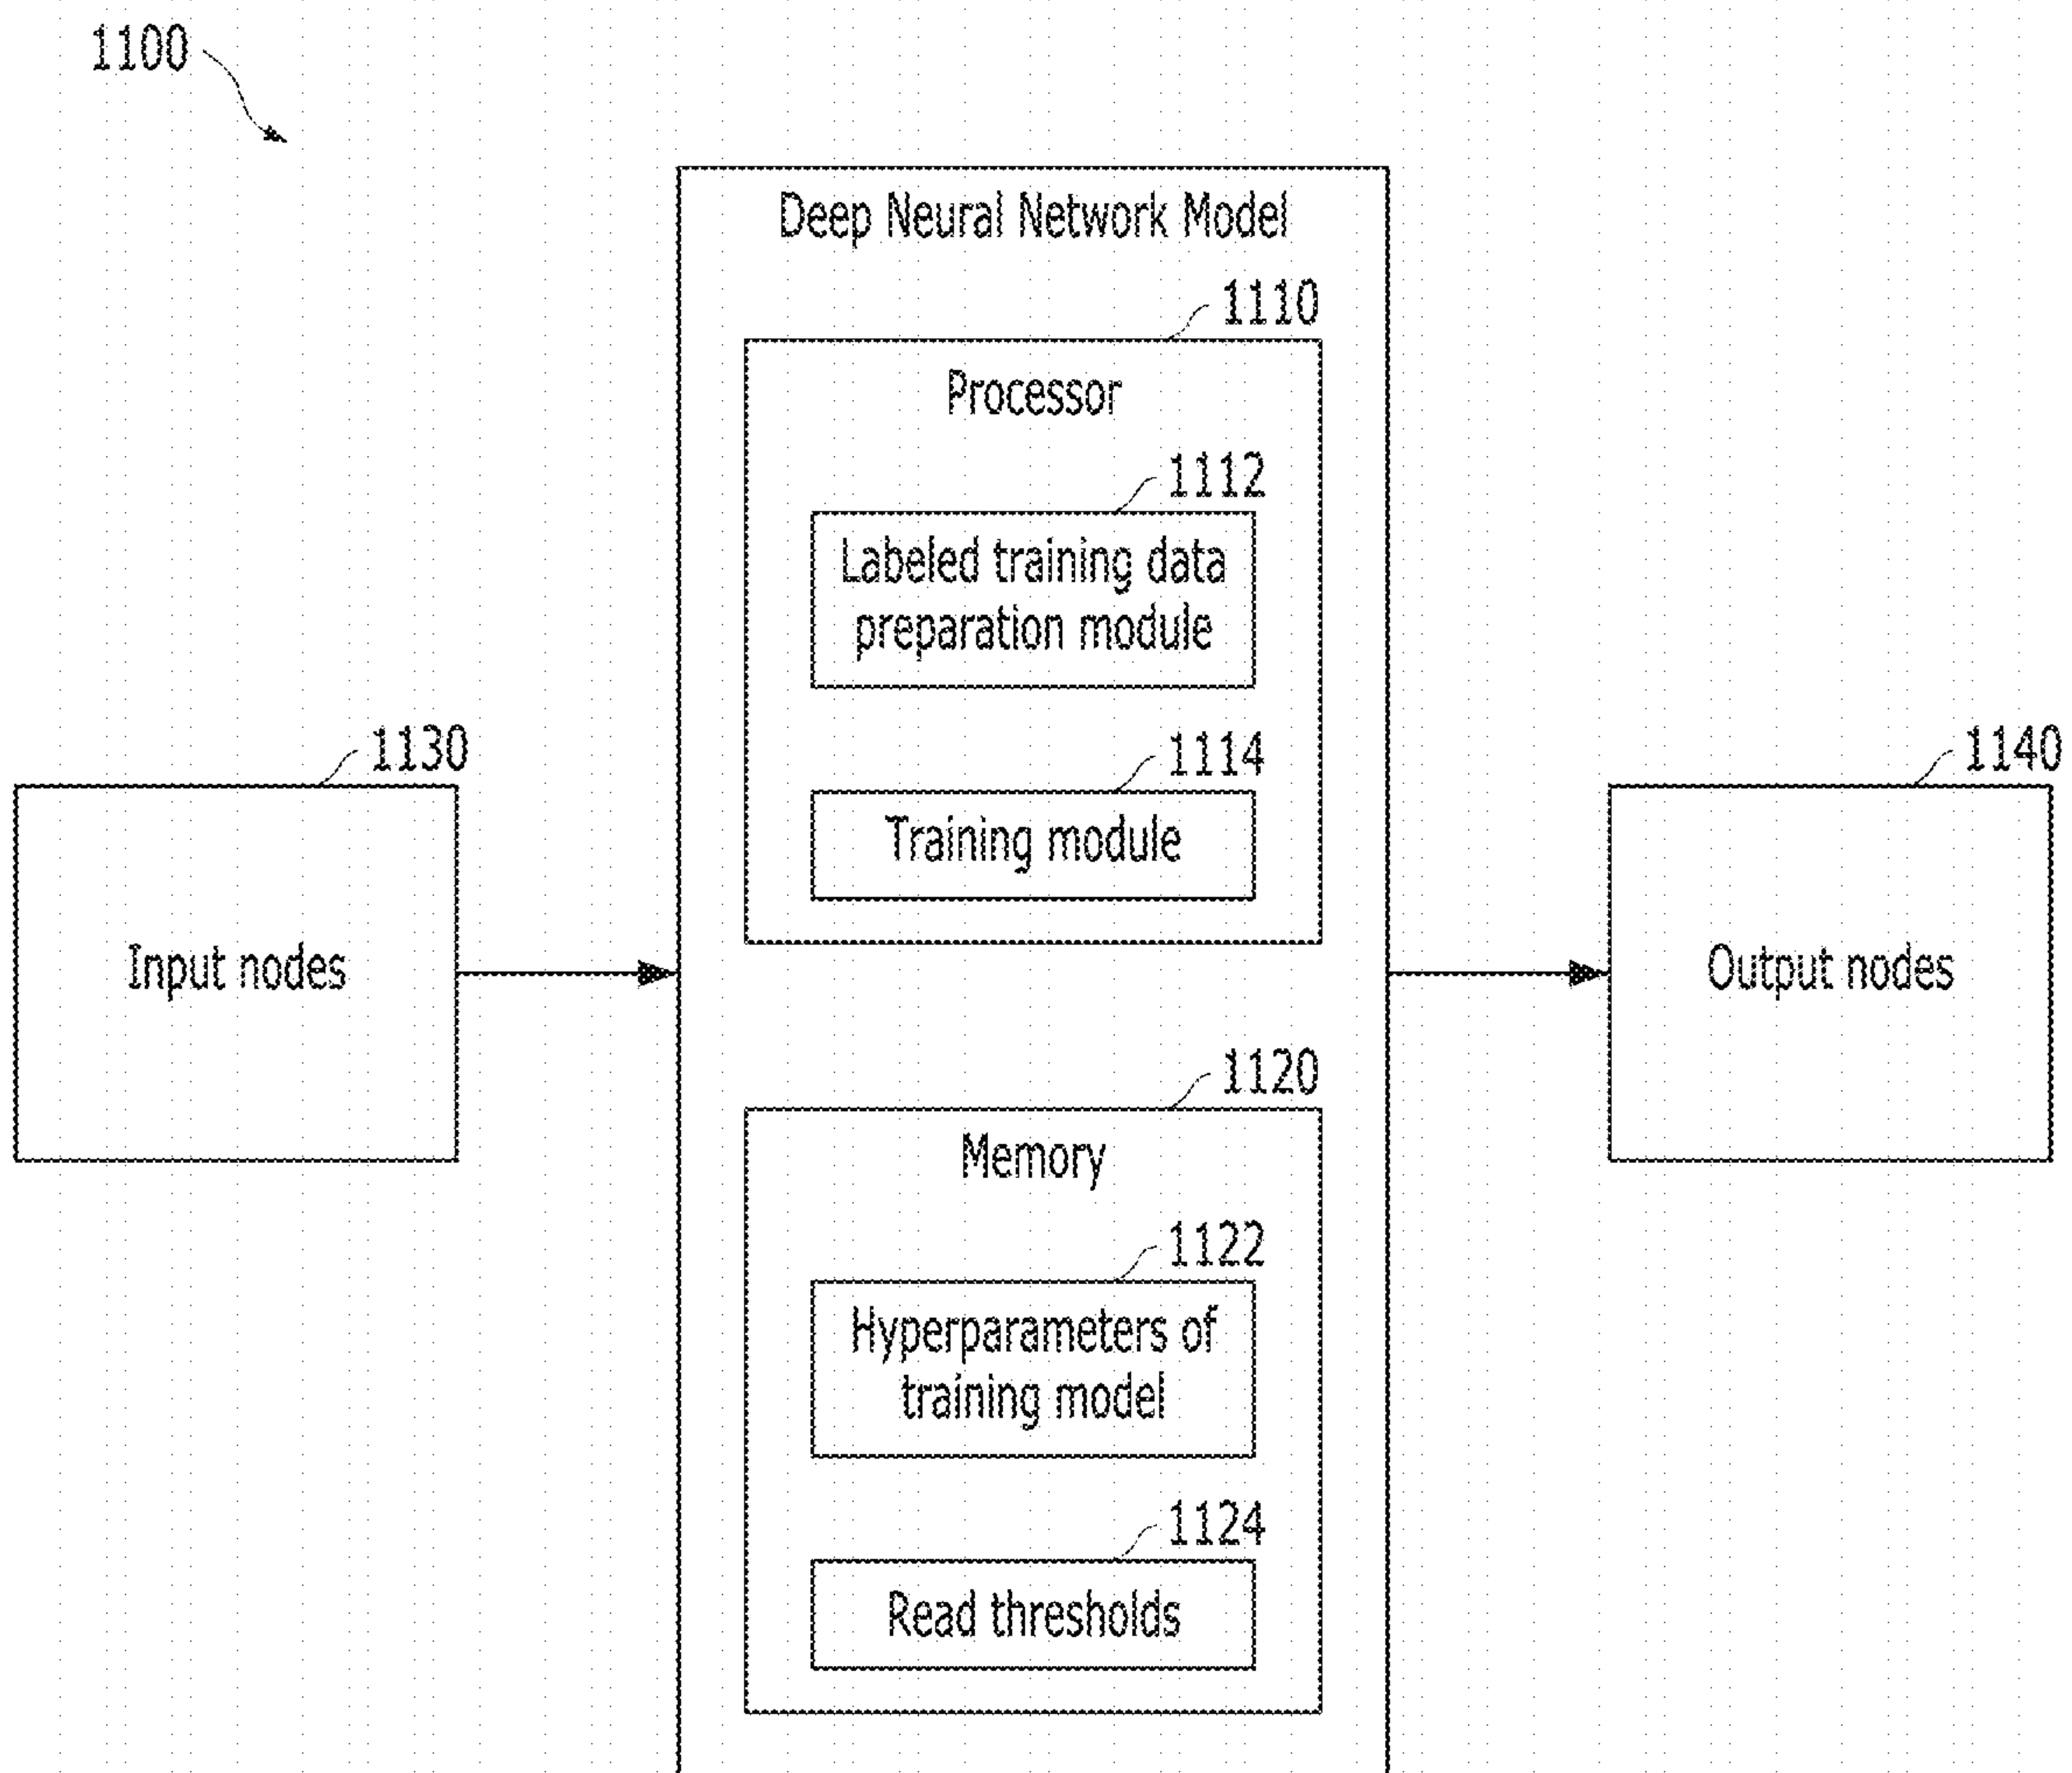 1100
Deep Neural Network Model
1110
Processor
1112
Labeled training data
preparation module
1114
Training module
1130
Input nodes
1140
Output nodes
1120
Memory
1122
Hyperparameters of
training model
1124
Read thresholds